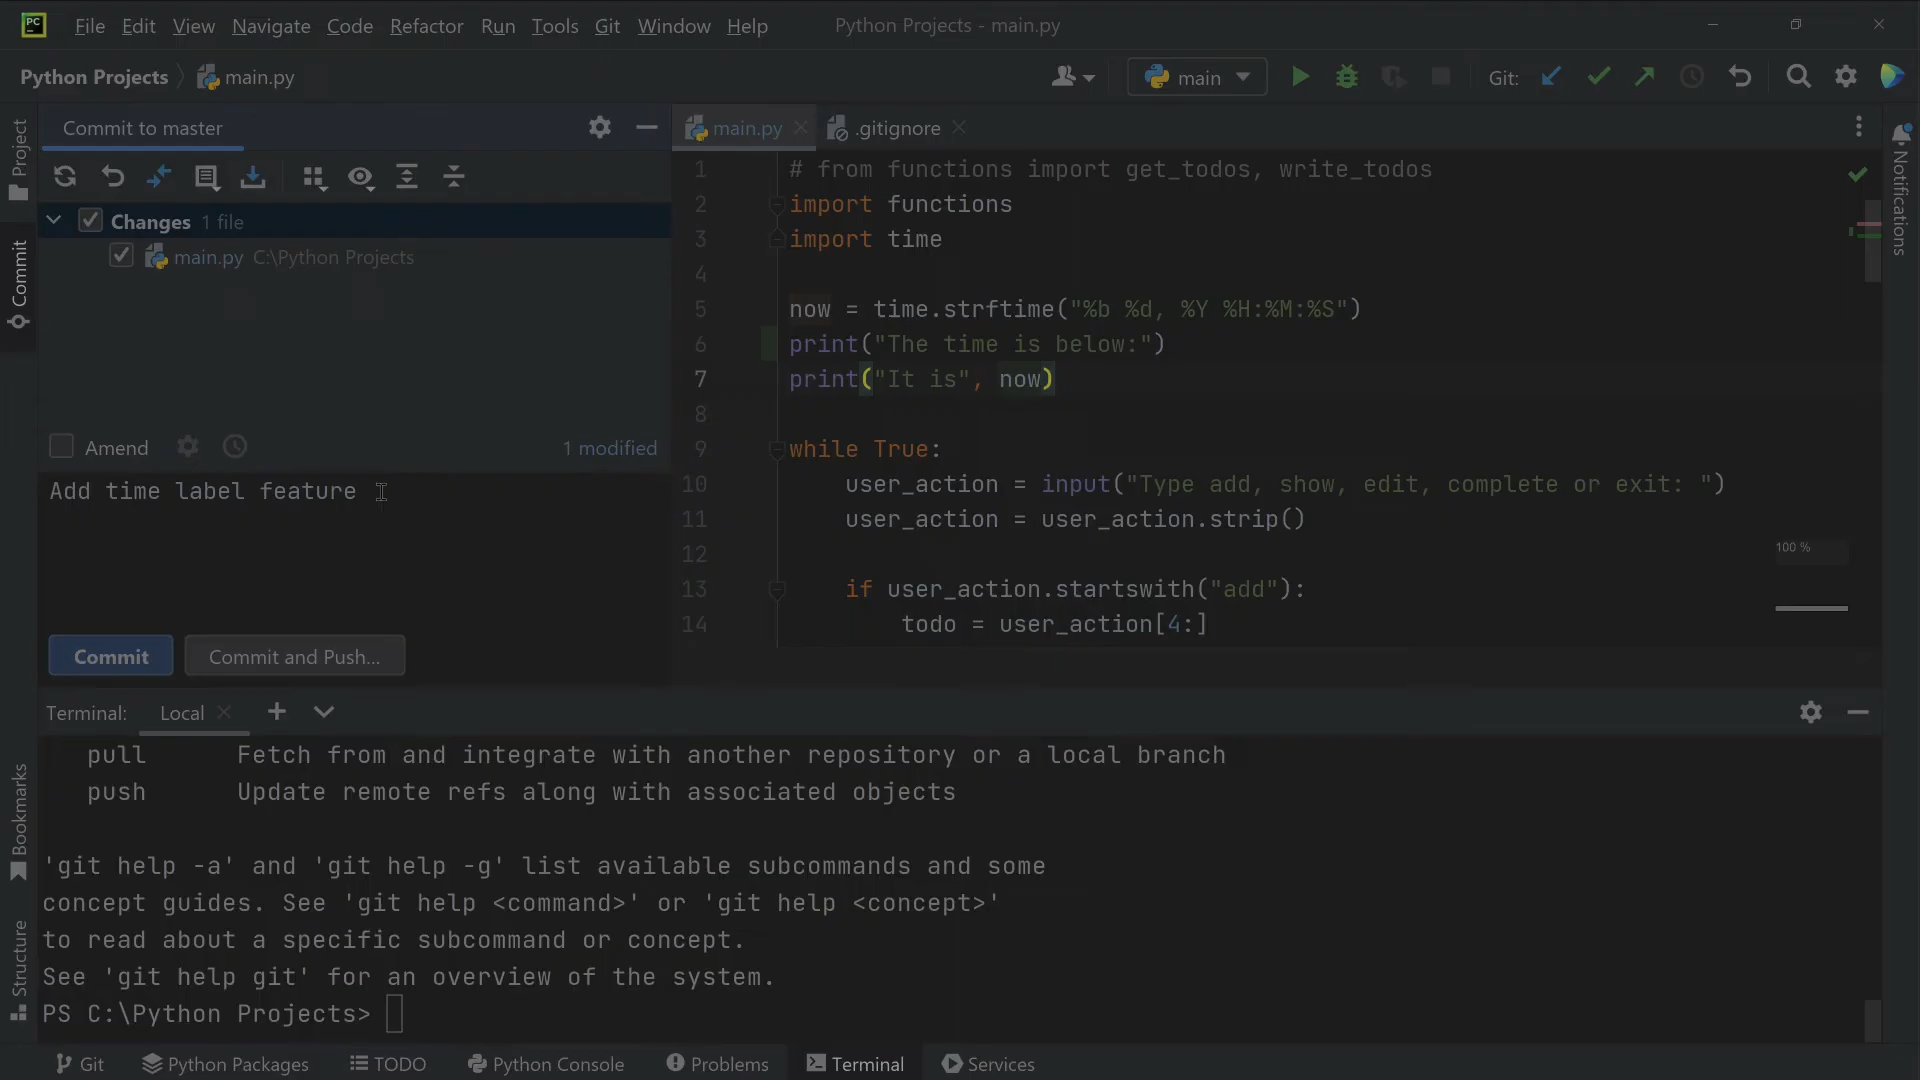 PC File Edit View Navigate Code Refactor Run Tools Git Window Help Python Projects - main.py
Python Projects main.py main Git:
Project
Commit
Bookmarks
Structure
Notifications
Commit to master
Changes 1 file
main.py C:\Python Projects
Amend 1 modified
Add time label feature
Commit Commit and Push...
main.py .gitignore
1 # from functions import get_todos, write_todos
2 import functions
3 import time
4
5 now = time.strftime("%b %d, %Y %H:%M:%S")
6 print("The time is below:")
7 print("It is", now)
8
9 while True:
10 user_action = input("Type add, show, edit, complete or exit: ")
11 user_action = user_action.strip()
12
13 if user_action.startswith("add"):
14 todo = user_action[4:]
100 %
Terminal: Local
pull Fetch from and integrate with another repository or a local branch
push Update remote refs along with associated objects
'git help -a' and 'git help -g' list available subcommands and some
concept guides. See 'git help <command>' or 'git help <concept>'
to read about a specific subcommand or concept.
See 'git help git' for an overview of the system.
PS C:\Python Projects>
Git Python Packages TODO Python Console Problems Terminal Services